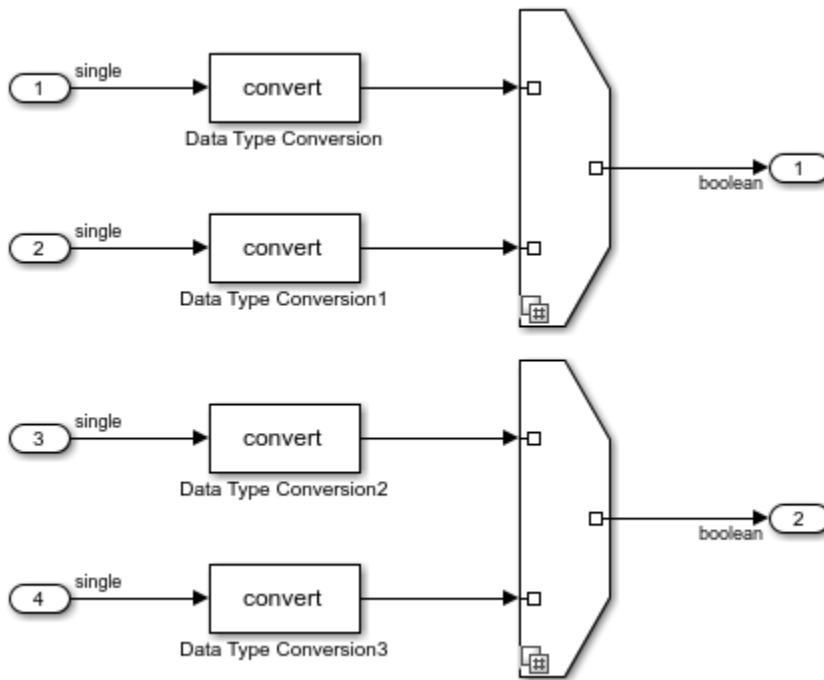 single
1
convert
Data Type Conversion
1
boolean
single
2
convert
Data Type Conversion1
single
3
convert
Data Type Conversion2
2
boolean
single
4
convert
Data Type Conversion3